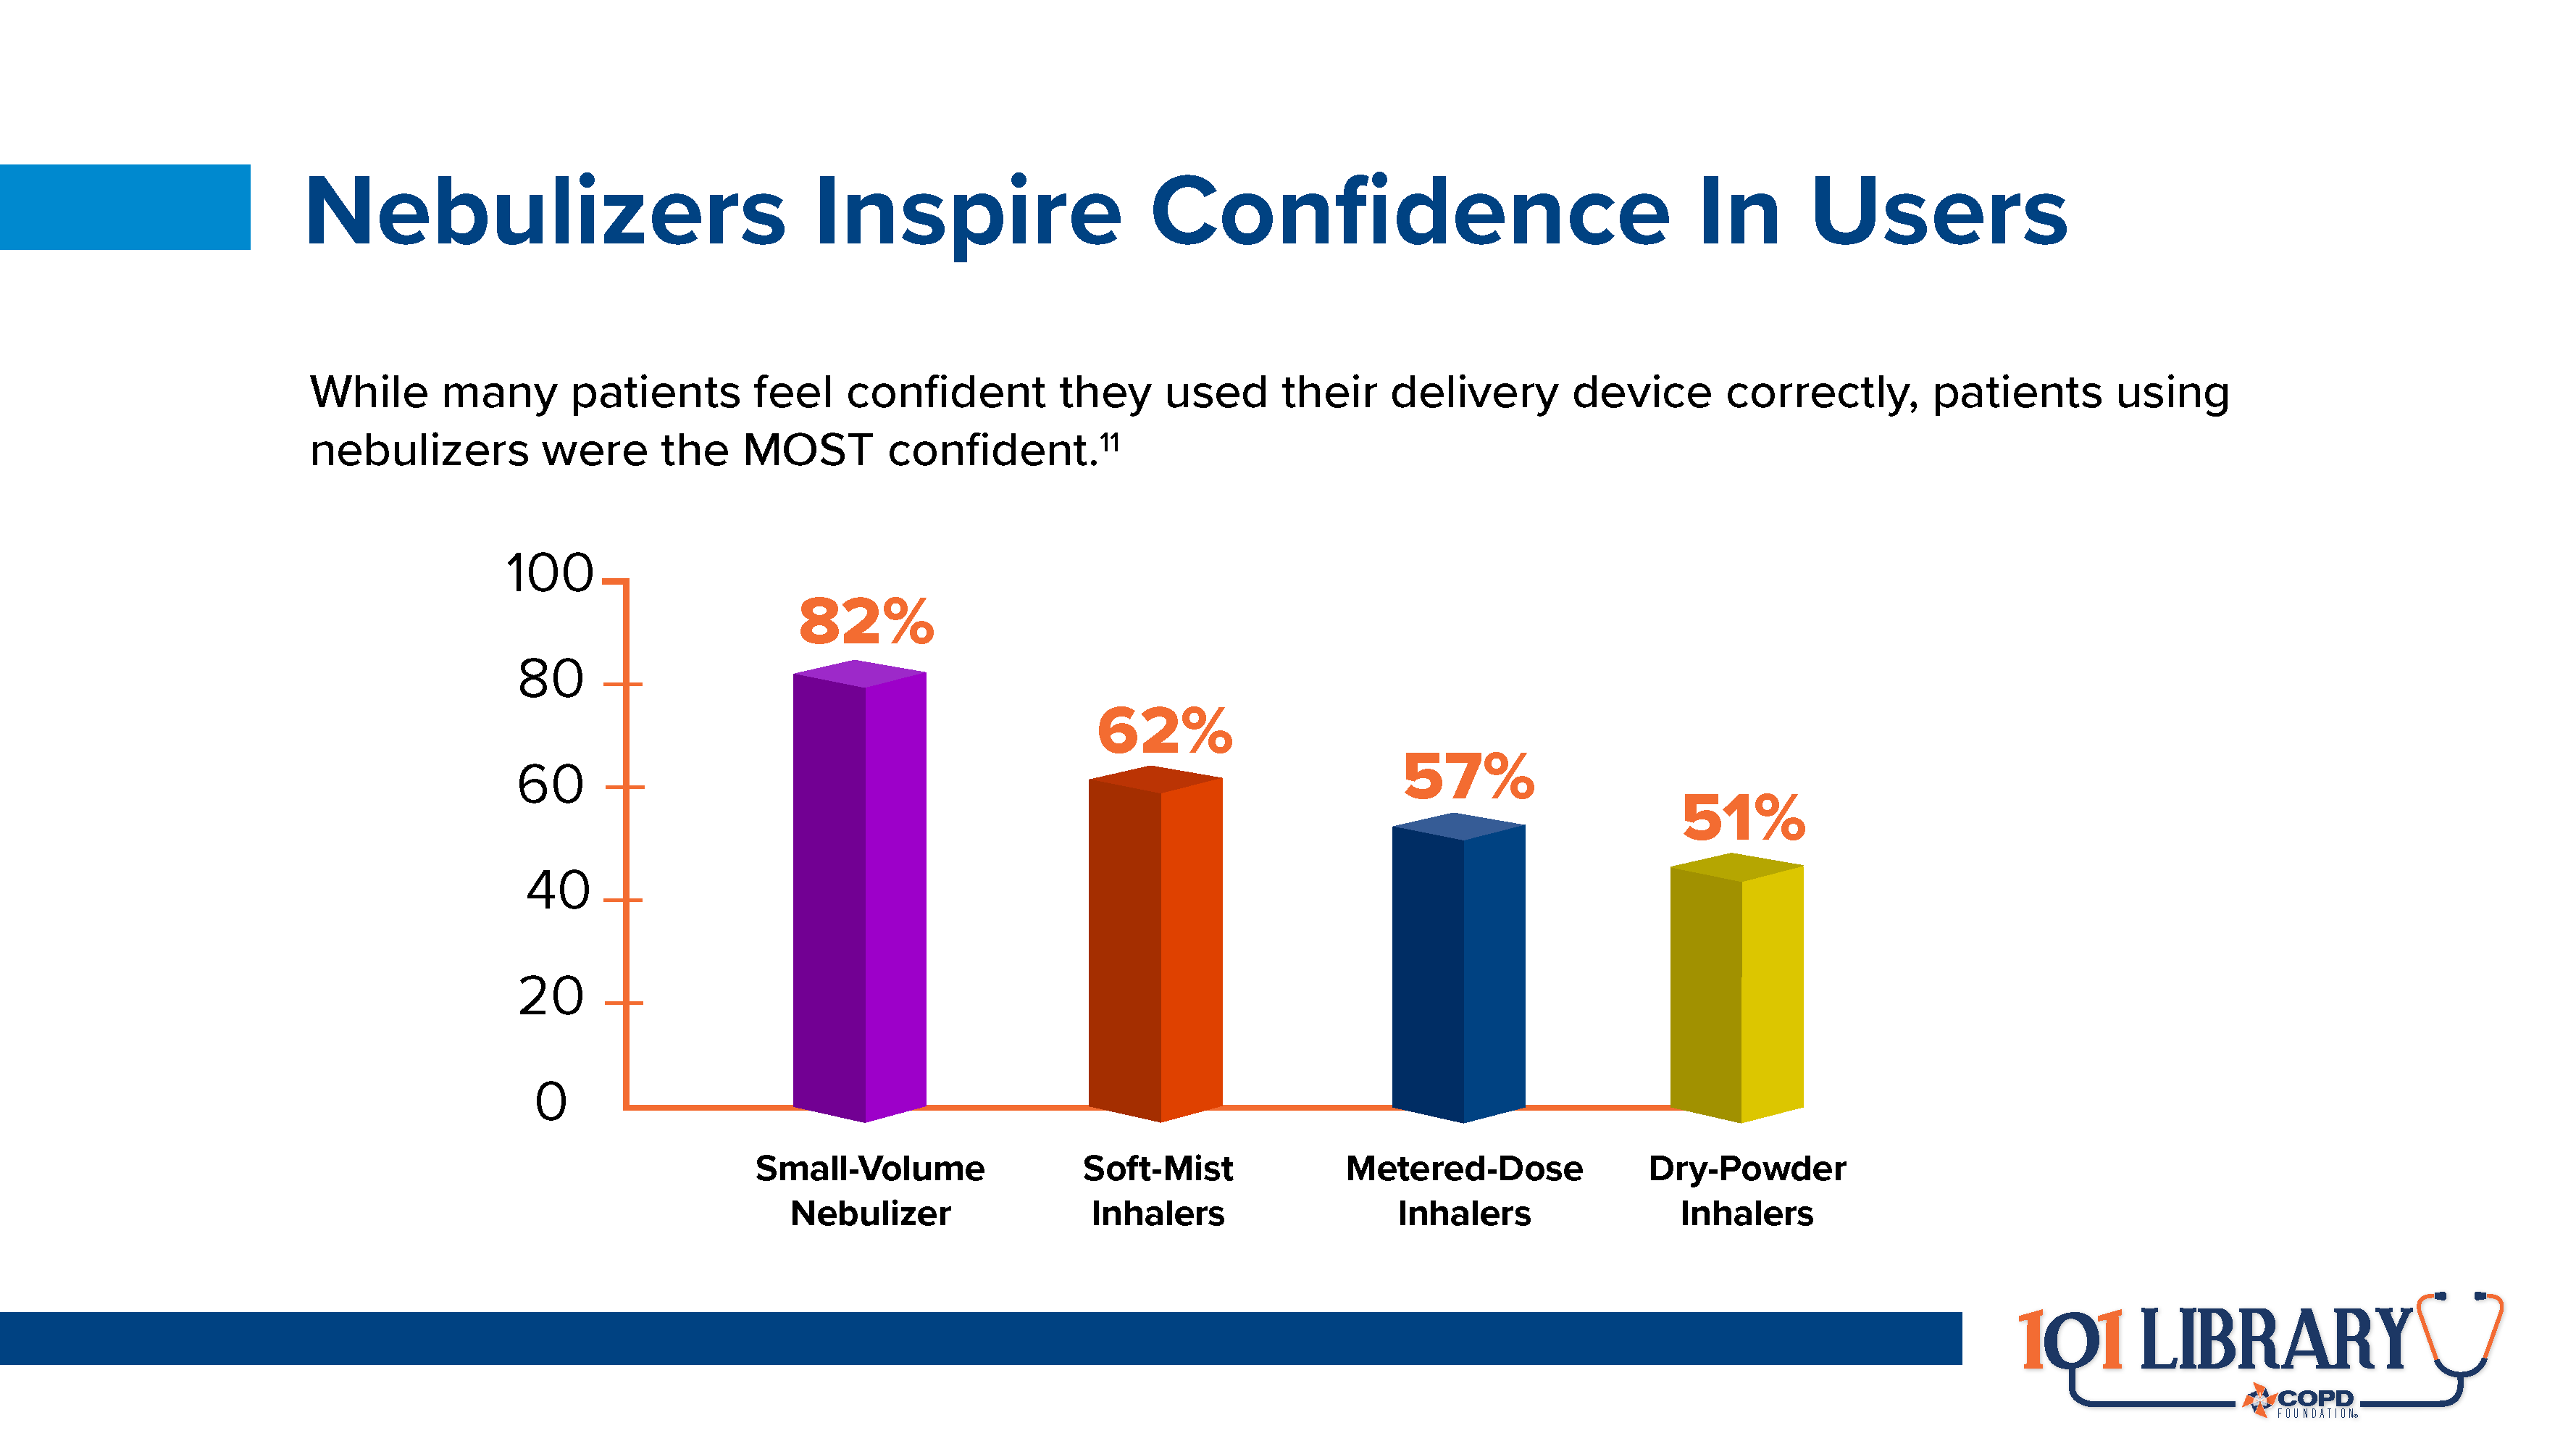 Nebulizers Inspire Confidence In Users
While many patients feel confident they used their delivery device correctly, patients using
nebulizers were the MOST confident.¹¹
100
80
60
40
20
0
82%
62%
57%
51%
Small-Volume
Nebulizer
Soft-Mist
Inhalers
Metered-Dose
Inhalers
Dry-Powder
Inhalers
101 LIBRARY
COPD
FOUNDATION®